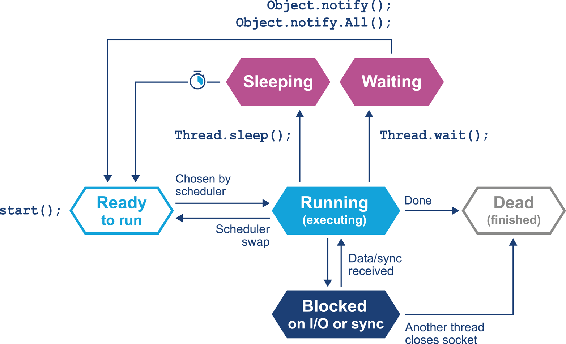 Object.notify();
Object.notify.All();
Sleeping
Waiting
Thread.sleep();
Thread.wait();
start();
Ready
to run
Chosen by
scheduler
Scheduler
swap
Running
(executing)
Done
Dead
(finished)
Data/sync
received
Blocked
on I/O or sync
Another thread
closes socket